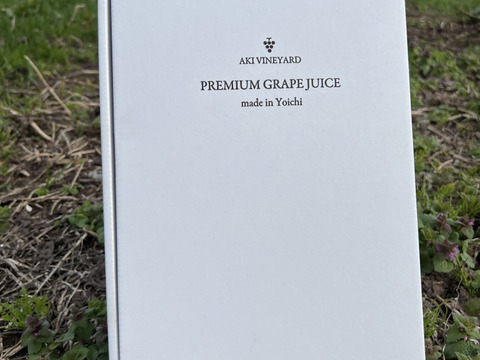 AKI VINEYARD
PREMIUM GRAPE JUICE
made in Yoichi